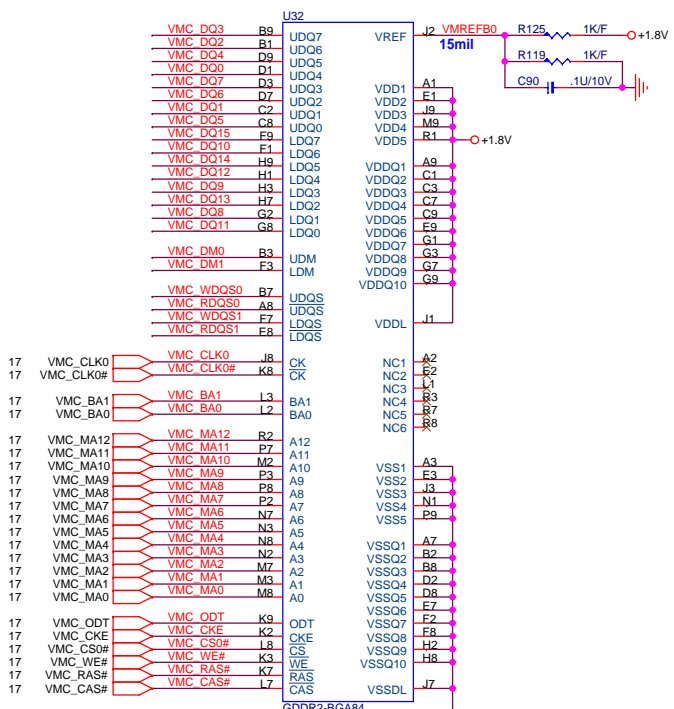 U32
VMC_DQ3 B9 UDQ7 VREF J2 VMREFB0 R125 1K/F +1.8V
VMC_DQ2 B1 UDQ6 15mil
VMC_DQ4 D9 UDQ5 R119 1K/F
VMC_DQ0 D1 UDQ4
VMC_DQ7 D3 UDQ3 VDD1 A1 C90 .1U/10V
VMC_DQ6 D7 UDQ2 VDD2 E1
VMC_DQ1 C2 UDQ1 VDD3 J9
VMC_DQ5 C8 UDQ0 VDD4 M9
VMC_DQ15 F9 LDQ7 VDD5 R1 +1.8V
VMC_DQ10 F1 LDQ6
VMC_DQ14 H9 LDQ5 VDDQ1 A9
VMC_DQ12 H1 LDQ4 VDDQ2 C1
VMC_DQ9 H3 LDQ3 VDDQ3 C3
VMC_DQ13 H7 LDQ2 VDDQ4 C7
VMC_DQ8 G2 LDQ1 VDDQ5 C9
VMC_DQ11 G8 LDQ0 VDDQ6 E9
VDDQ7 G1
VMC_DM0 B3 UDM VDDQ8 G3
VMC_DM1 F3 LDM VDDQ9 G7
VDDQ10 G9
VMC_WDQS0 B7 UDQS
VMC_RDQS0 A8 UDQS
VMC_WDQS1 F7 LDQS VDDL J1
VMC_RDQS1 E8 LDQS
17 VMC_CLK0 VMC_CLK0 J8 CK NC1 A2
17 VMC_CLK0# VMC_CLK0# K8 CK NC2 E2
NC3 L1
17 VMC_BA1 VMC_BA1 L3 BA1 NC4 R3
17 VMC_BA0 VMC_BA0 L2 BA0 NC5 R7
NC6 R8
17 VMC_MA12 VMC_MA12 R2 A12
17 VMC_MA11 VMC_MA11 P7 A11
17 VMC_MA10 VMC_MA10 M2 A10 VSS1 A3
17 VMC_MA9 VMC_MA9 P3 A9 VSS2 E3
17 VMC_MA8 VMC_MA8 P8 A8 VSS3 J3
17 VMC_MA7 VMC_MA7 P2 A7 VSS4 N1
17 VMC_MA6 VMC_MA6 N7 A6 VSS5 P9
17 VMC_MA5 VMC_MA5 N3 A5
17 VMC_MA4 VMC_MA4 N8 A4 VSSQ1 A7
17 VMC_MA3 VMC_MA3 N2 A3 VSSQ2 B2
17 VMC_MA2 VMC_MA2 M7 A2 VSSQ3 B8
17 VMC_MA1 VMC_MA1 M3 A1 VSSQ4 D2
17 VMC_MA0 VMC_MA0 M8 A0 VSSQ5 D8
VSSQ6 E7
17 VMC_ODT VMC_ODT K9 ODT VSSQ7 F2
17 VMC_CKE VMC_CKE K2 CKE VSSQ8 F8
17 VMC_CS0# VMC_CS0# L8 CS VSSQ9 H2
17 VMC_WE# VMC_WE# K3 WE VSSQ10 H8
17 VMC_RAS# VMC_RAS# K7 RAS
17 VMC_CAS# VMC_CAS# L7 CAS VSSDL J7
GDDR2-BGA84